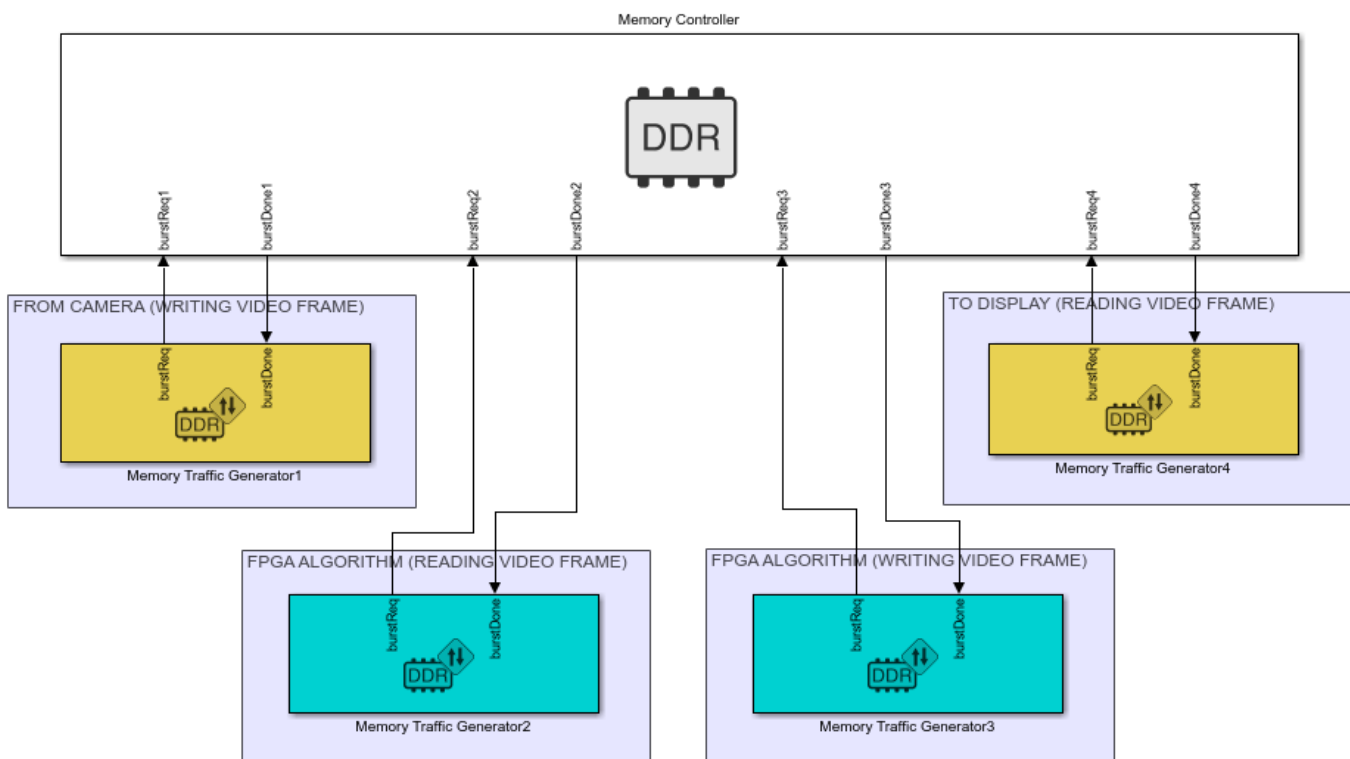 Memory Controller
DDR
burstReq1
burstDone1
burstReq2
burstDone2
burstReq3
burstDone3
burstReq4
burstDone4
FROM CAMERA (WRITING VIDEO FRAME)
burstReq
burstDone
DDR
Memory Traffic Generator1
TO DISPLAY (READING VIDEO FRAME)
burstReq
burstDone
DDR
Memory Traffic Generator4
FPGA ALGORITHM (READING VIDEO FRAME)
burstReq
burstDone
DDR
Memory Traffic Generator2
FPGA ALGORITHM (WRITING VIDEO FRAME)
burstReq
burstDone
DDR
Memory Traffic Generator3